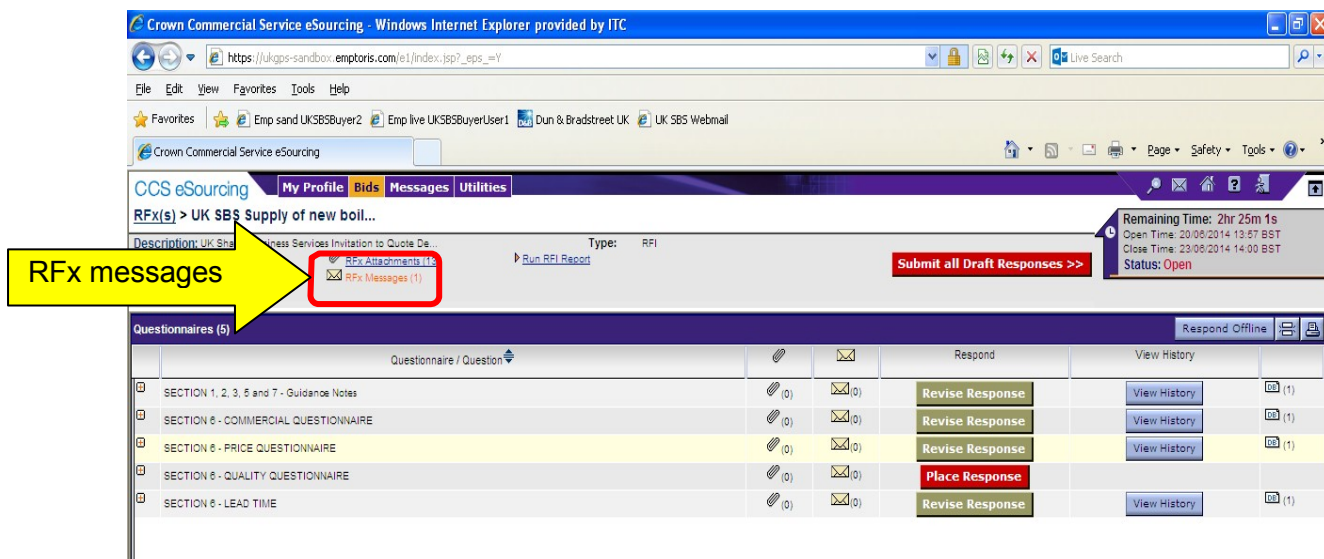 Crown Commercial Service eSourcing - Windows Internet Explorer provided by ITC
https://ukgps-sandbox.emptoris.com/e1/index.jsp?_eps_=Y
Live Search
File Edit View Favorites Tools Help
Favorites Emp sand UKSBSBuyer2 Emp live UKSBSBuyerUser1 Dun & Bradstreet UK UK SBS Webmail
Crown Commercial Service eSourcing
Page Safety Tools
CCS eSourcing My Profile Bids Messages Utilities
RFx(s) > UK SBS Supply of new boil...
Remaining Time: 2hr 25m 1s
Open Time: 20/06/2014 13:57 BST
Close Time: 23/06/2014 14:00 BST
Status: Open
Description: UK Sha iness Services Invitation to Quote De... Type: RFI
RFx Attachments (13 Run RFI Report
RFx Messages (1)
Submit all Draft Responses >>
RFx messages
Questionnaires (5) Respond Offline
Questionnaire / Question Respond View History
SECTION 1, 2, 3, 5 and 7 - Guidance Notes (0) (0) Revise Response View History DB (1)
SECTION 6 - COMMERCIAL QUESTIONNAIRE (0) (0) Revise Response View History DB (1)
SECTION 6 - PRICE QUESTIONNAIRE (0) (0) Revise Response View History DB (1)
SECTION 6 - QUALITY QUESTIONNAIRE (0) (0) Place Response
SECTION 6 - LEAD TIME (0) (0) Revise Response View History DB (1)